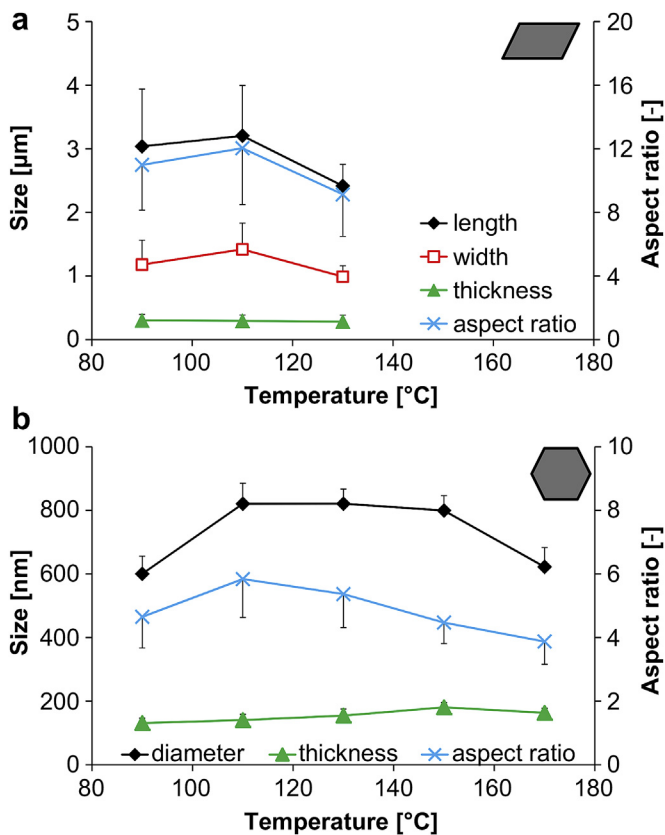 a
5
4
3
2
1
0
Size [µm]
20
16
12
8
4
0
Aspect ratio [-]
length
width
thickness
aspect ratio
80 100 120 140 160 180
Temperature [°C]
b
1000
800
600
400
200
0
Size [nm]
10
8
6
4
2
0
Aspect ratio [-]
diameter thickness aspect ratio
80 100 120 140 160 180
Temperature [°C]